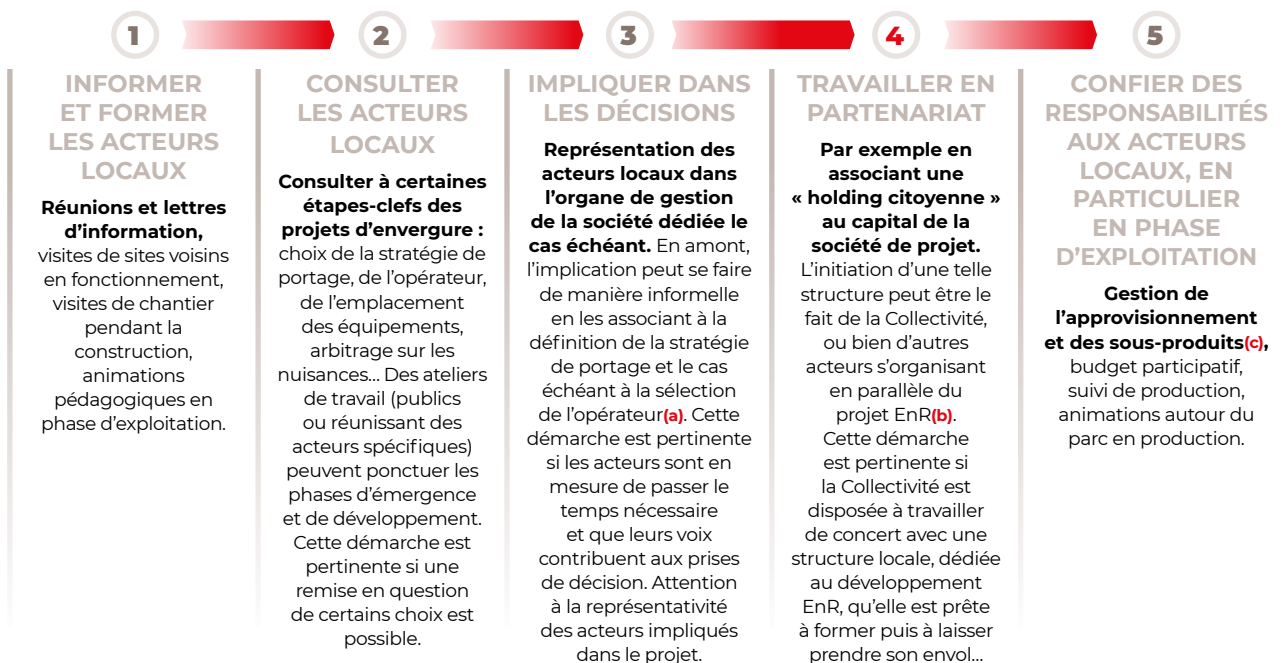 1
INFORMER
ET FORMER
LES ACTEURS
LOCAUX
Réunions et lettres
d'information,
visites de sites voisins
en fonctionnement,
visites de chantier
pendant la
construction,
animations
pédagogiques en
phase d'exploitation.
2
CONSULTER
LES ACTEURS
LOCAUX
Consulter à certaines
étapes-clefs des
projets d'envergure :
choix de la stratégie de
portage, de l'opérateur,
de l'emplacement
des équipements,
arbitrage sur les
nuisances... Des ateliers
de travail (publics
ou réunissant des
acteurs spécifiques)
peuvent ponctuer les
phases d'émergence
et de développement.
Cette démarche est
pertinente si une
remise en question
de certains choix est
possible.
3
IMPLIQUER DANS
LES DÉCISIONS
Représentation des
acteurs locaux dans
l'organe de gestion
de la société dédiée le
cas échéant. En amont,
l'implication peut se faire
de manière informelle
en les associant à la
définition de la stratégie
de portage et le cas
échéant à la sélection
de l'opérateur(a). Cette
démarche est pertinente
si les acteurs sont en
mesure de passer le
temps nécessaire
et que leurs voix
contribuent aux prises
de décision. Attention
à la représentativité
des acteurs impliqués
dans le projet.
4
TRAVAILLER EN
PARTENARIAT
Par exemple en
associant une
« holding citoyenne »
au capital de la
société de projet.
L'initiation d'une telle
structure peut être le
fait de la Collectivité,
ou bien d'autres
acteurs s'organisant
en parallèle du
projet EnR(b).
Cette démarche
est pertinente si
la Collectivité est
disposée à travailler
de concert avec une
structure locale, dédiée
au développement
EnR, qu'elle est prête
à former puis à laisser
prendre son envol...
5
CONFIER DES
RESPONSABILITÉS
AUX ACTEURS
LOCAUX, EN
PARTICULIER
EN PHASE
D'EXPLOITATION
Gestion de
l'approvisionnement
et des sous-produits(c),
budget participatif,
suivi de production,
animations autour du
parc en production.